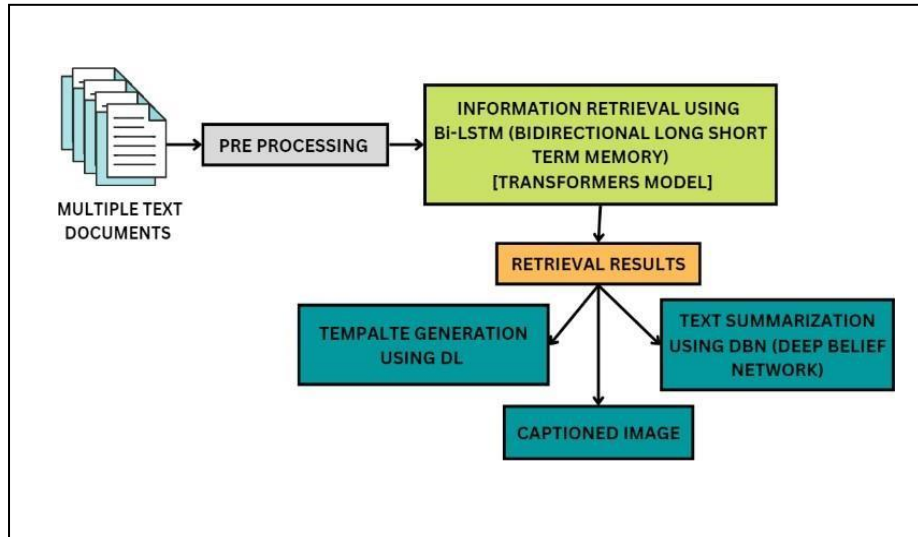 MULTIPLE TEXT
DOCUMENTS
PRE PROCESSING
INFORMATION RETRIEVAL USING
Bi-LSTM (BIDIRECTIONAL LONG SHORT
TERM MEMORY)
[TRANSFORMERS MODEL]
RETRIEVAL RESULTS
TEMPALTE GENERATION
USING DL
CAPTIONED IMAGE
TEXT SUMMARIZATION
USING DBN (DEEP BELIEF
NETWORK)